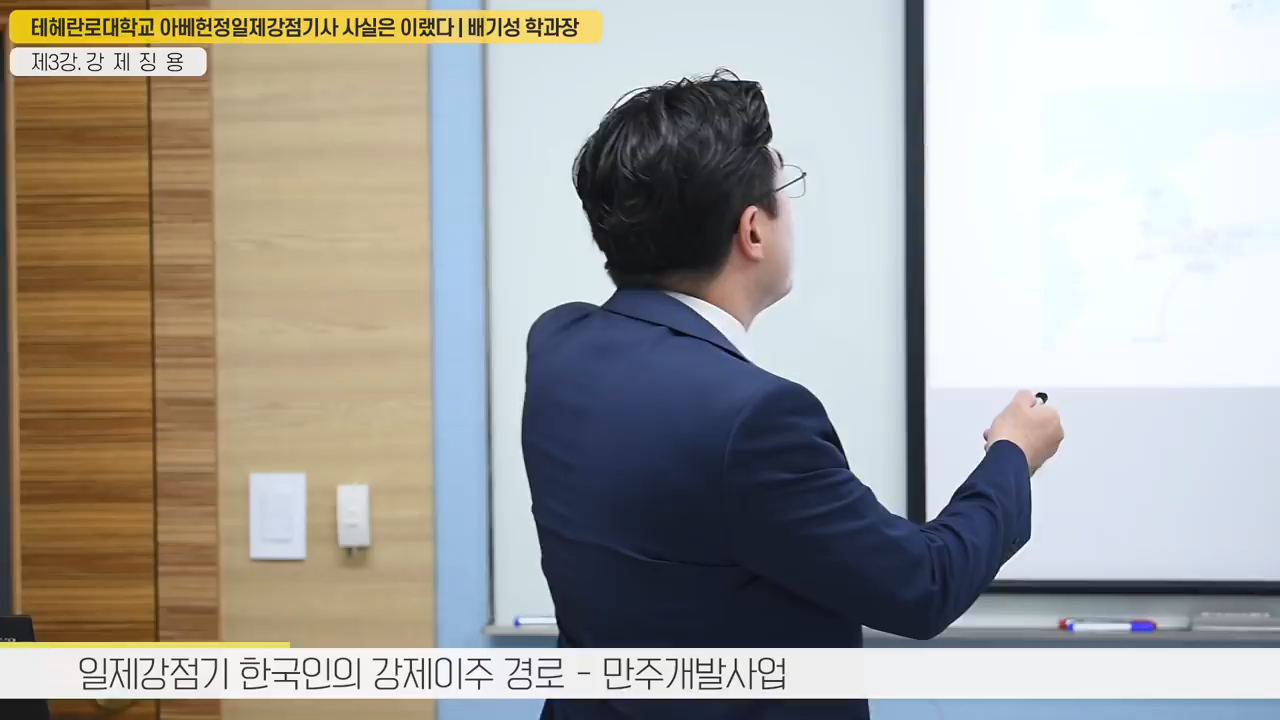 테헤란로대학교 아베헌정일제강점기사 사실은 이랬다 | 배기성 학과장
제3강. 강 제 징 용
일제강점기 한국인의 강제이주 경로 - 만주개발사업